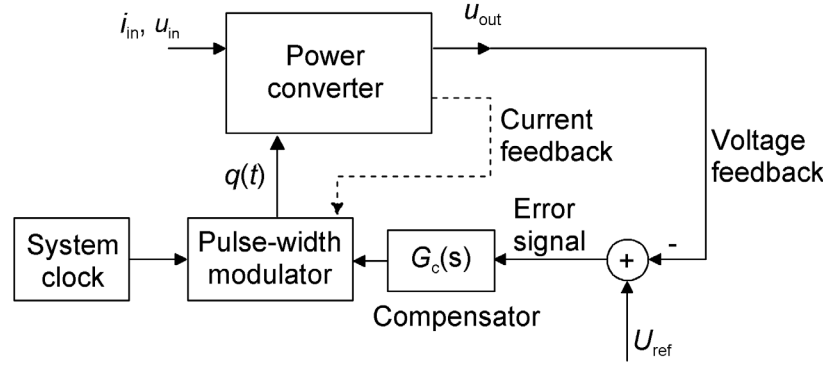 i_in, u_in
u_out
Power
converter
Current
feedback
Voltage
feedback
q(t)
System
clock
Pulse-width
modulator
G_c(s)
Compensator
Error
signal
-
+
U_ref